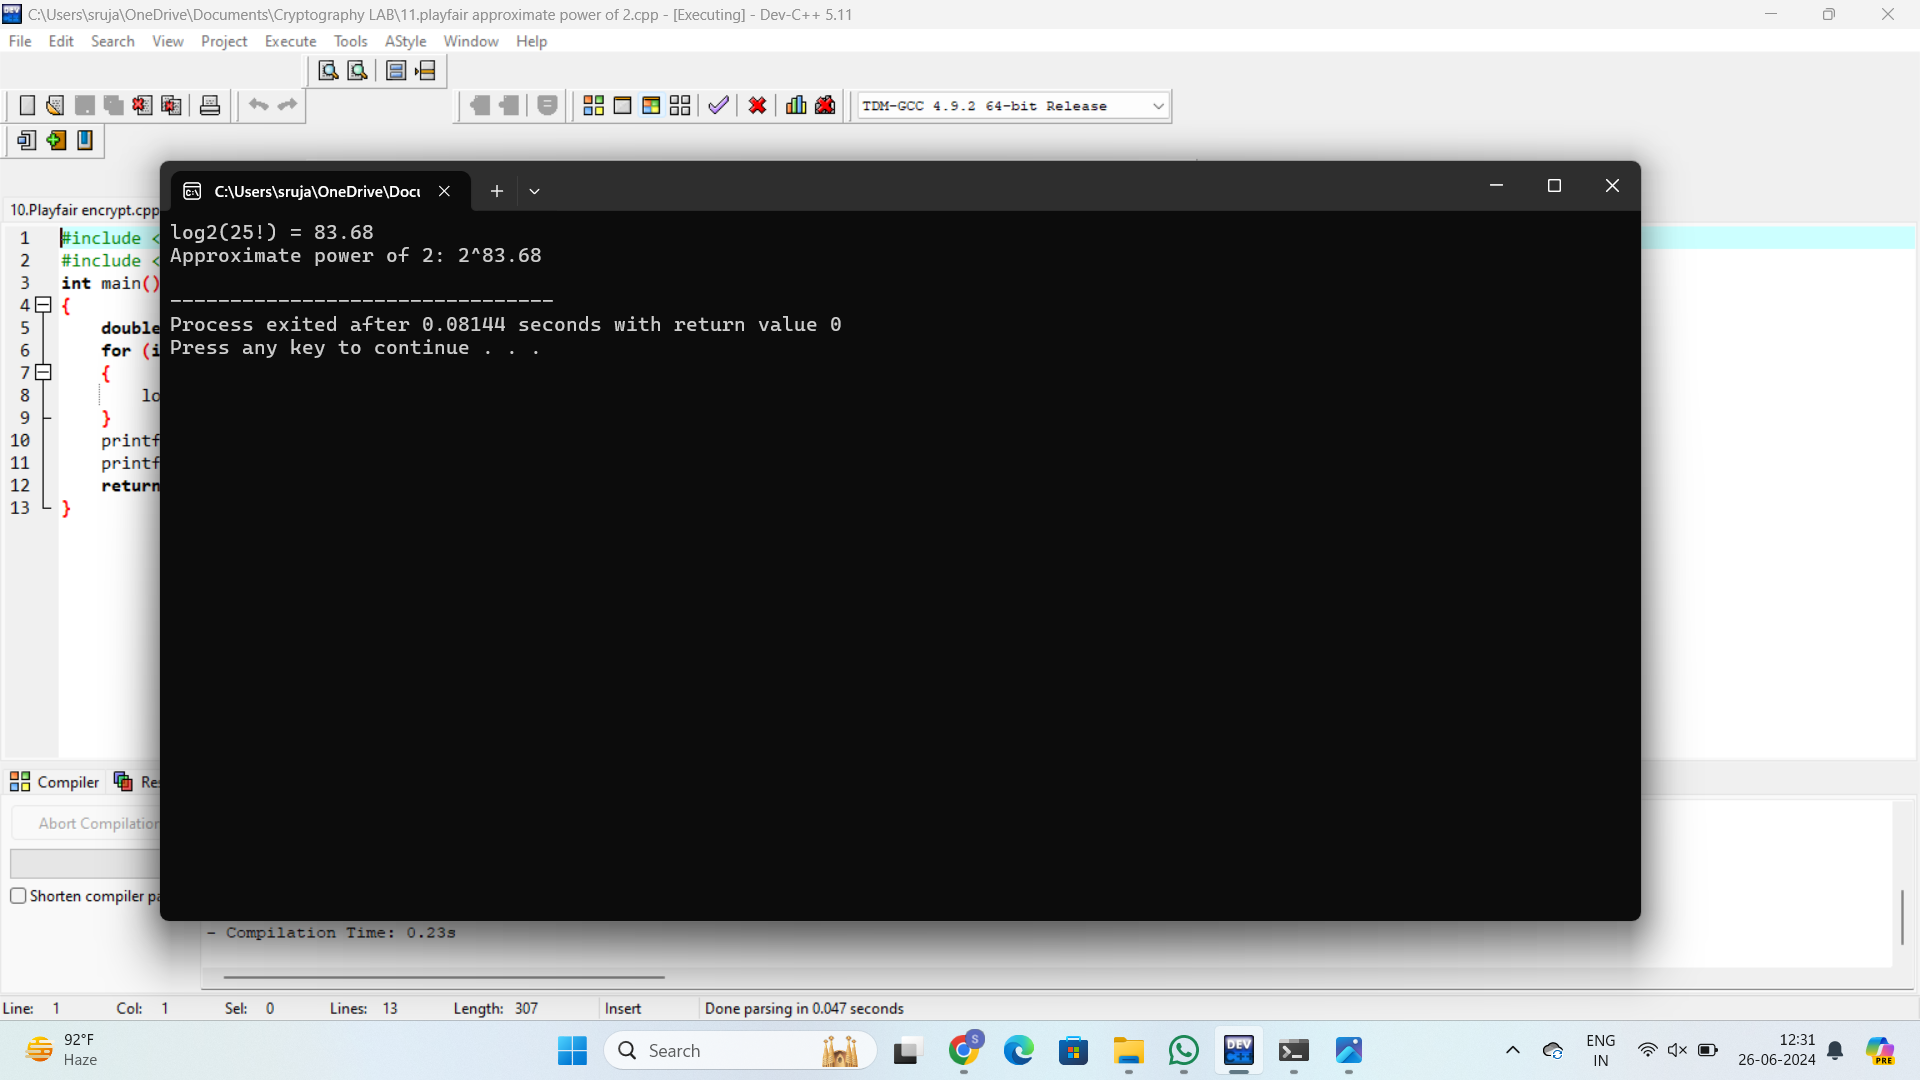 C:\Users\sruja\OneDrive\Documents\Cryptography LAB\11.playfair approximate power of 2.cpp - [Executing] - Dev-C++ 5.11
File Edit Search View Project Execute Tools AStyle Window Help
TDM-GCC 4.9.2 64-bit Release
C:\Users\sruja\OneDrive\Docu
10.Playfair encrypt.cpp
log2(25!) = 83.68
Approximate power of 2: 2^83.68
--------------------------------
Process exited after 0.08144 seconds with return value 0
Press any key to continue . . .
1 #include <
2 #include <
3 int main()
4 {
5 double
6 for (i
7 {
8 lo
9 }
10 printf
11 printf
12 return
13 }
Compiler Res
Abort Compilation
Shorten compiler pa
- Compilation Time: 0.23s
Line: 1 Col: 1 Sel: 0 Lines: 13 Length: 307 Insert Done parsing in 0.047 seconds
92°F
Haze
Search
S
DEV
C++
ENG
IN
12:31
26-06-2024
PRE